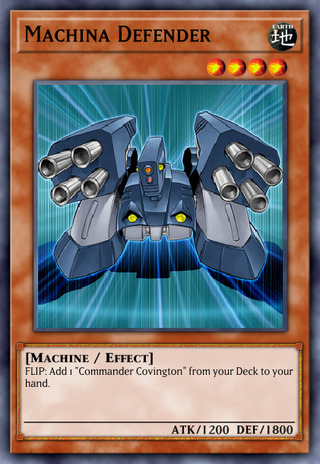 Machina Defender
EARTH
地
[Machine / Effect]
FLIP: Add 1 "Commander Covington" from your Deck to your
hand.
ATK/1200 DEF/1800